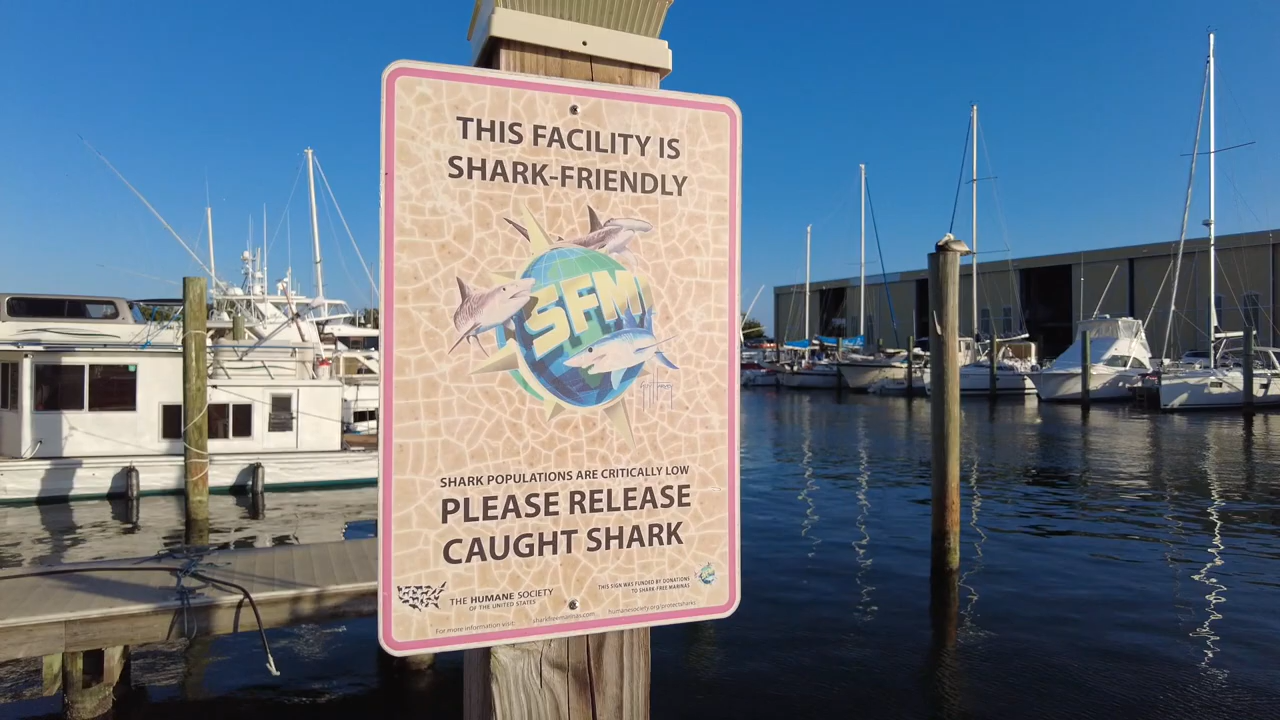 THIS FACILITY IS
SHARK-FRIENDLY
SFMI
Guy Harvey
SHARK POPULATIONS ARE CRITICALLY LOW
PLEASE RELEASE
CAUGHT SHARK
THE HUMANE SOCIETY
OF THE UNITED STATES
THIS SIGN WAS FUNDED BY DONATIONS
TO SHARK-FREE MARINAS
For more information visit: sharkfreemarinas.com humanesociety.org/protectsharks